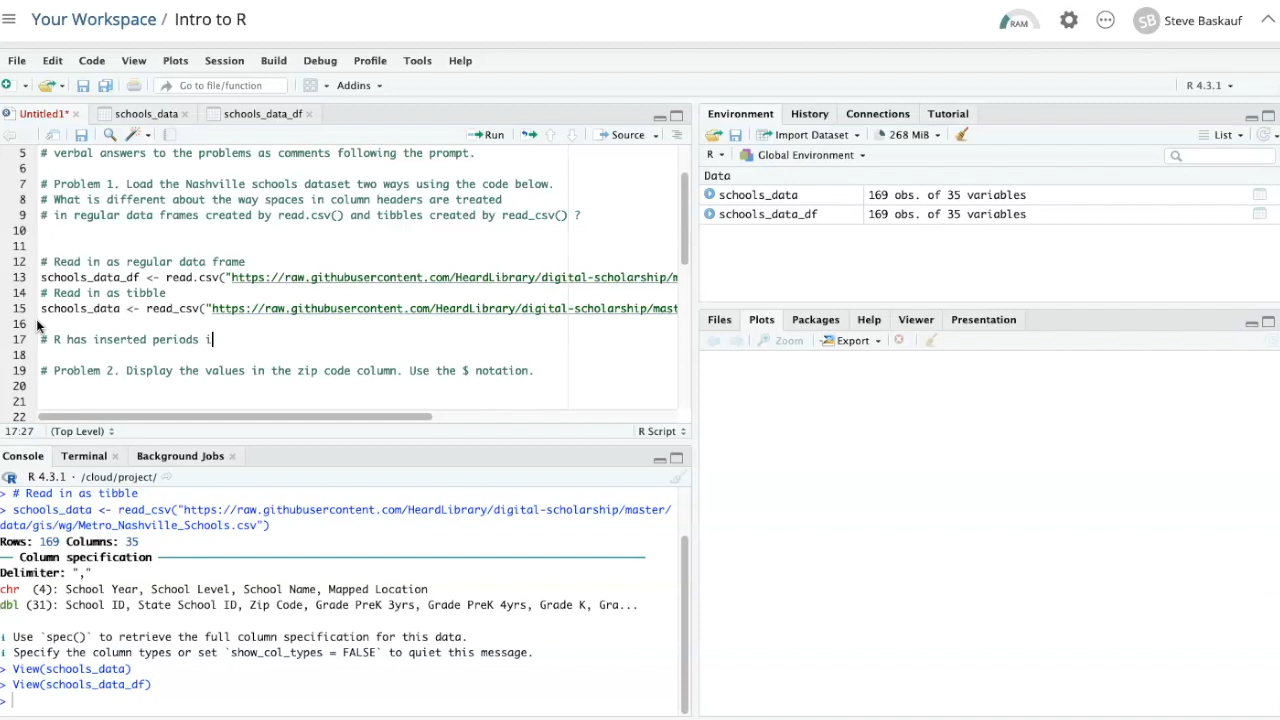 Your Workspace / Intro to R
RAM
SB Steve Baskauf
File Edit Code View Plots Session Build Debug Profile Tools Help
Go to file/function
Addins
R 4.3.1
Untitled1* schools_data schools_data_df
Run
Source
5 # verbal answers to the problems as comments following the prompt.
6
7 # Problem 1. Load the Nashville schools dataset two ways using the code below.
8 # What is different about the way spaces in column headers are treated
9 # in regular data frames created by read.csv() and tibbles created by read_csv() ?
10
11
12 # Read in as regular data frame
13 schools_data_df <- read.csv("https://raw.githubusercontent.com/HeardLibrary/digital-scholarship/m
14 # Read in as tibble
15 schools_data <- read_csv("https://raw.githubusercontent.com/HeardLibrary/digital-scholarship/mast
16
17 # R has inserted periods i
18
19 # Problem 2. Display the values in the zip code column. Use the $ notation.
20
21
22
17:27 (Top Level) R Script
Console Terminal Background Jobs
R 4.3.1 · /cloud/project/
> # Read in as tibble
> schools_data <- read_csv("https://raw.githubusercontent.com/HeardLibrary/digital-scholarship/master/
data/gis/wg/Metro_Nashville_Schools.csv")
Rows: 169 Columns: 35
── Column specification ──
Delimiter: ","
chr (4): School Year, School Level, School Name, Mapped Location
dbl (31): School ID, State School ID, Zip Code, Grade PreK 3yrs, Grade PreK 4yrs, Grade K, Gra...
ℹ Use `spec()` to retrieve the full column specification for this data.
ℹ Specify the column types or set `show_col_types = FALSE` to quiet this message.
> View(schools_data)
> View(schools_data_df)
>
Environment History Connections Tutorial
Import Dataset 268 MiB List
R Global Environment
Data
schools_data 169 obs. of 35 variables
schools_data_df 169 obs. of 35 variables
Files Plots Packages Help Viewer Presentation
Zoom Export